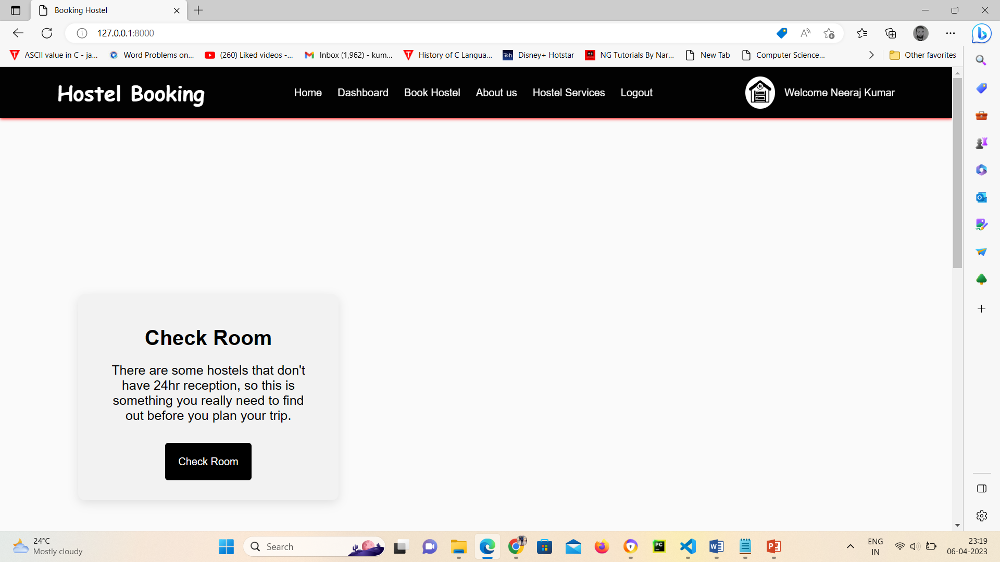 Booking Hostel
127.0.0.1:8000
ASCII value in C - ja...
Word Problems on...
(260) Liked videos -...
Inbox (1,962) - kum...
History of C Langua...
Disney+ Hotstar
NG Tutorials By Nar...
New Tab
Computer Science...
Other favorites
Hostel Booking
Home
Dashboard
Book Hostel
About us
Hostel Services
Logout
Welcome Neeraj Kumar
Check Room
There are some hostels that don't
have 24hr reception, so this is
something you really need to find
out before you plan your trip.
Check Room
24°C
Mostly cloudy
Search
ENG
IN
23:19
06-04-2023